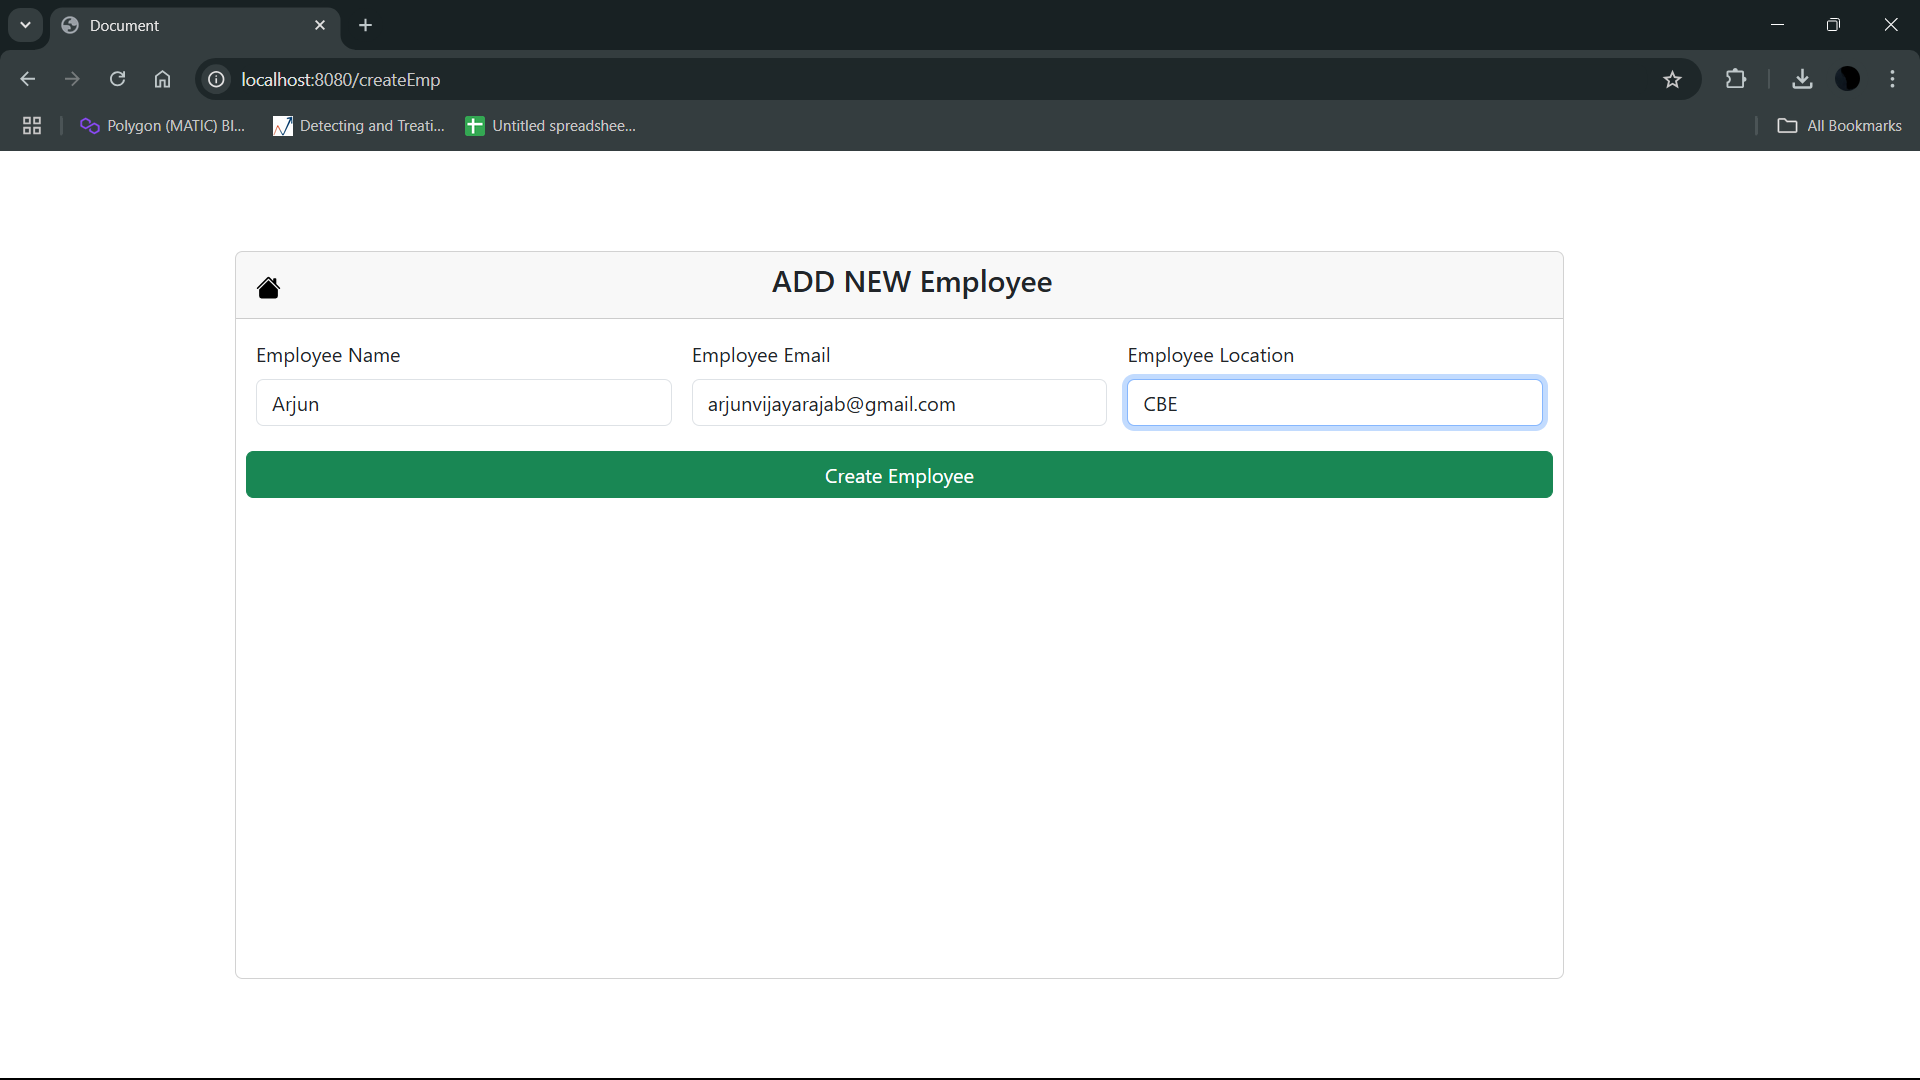 Document
localhost:8080/createEmp
Polygon (MATIC) Bl...
Detecting and Treati...
Untitled spreadshee...
All Bookmarks
ADD NEW Employee
Employee Name
Employee Email
Employee Location
Arjun
arjunvijayarajab@gmail.com
CBE
Create Employee